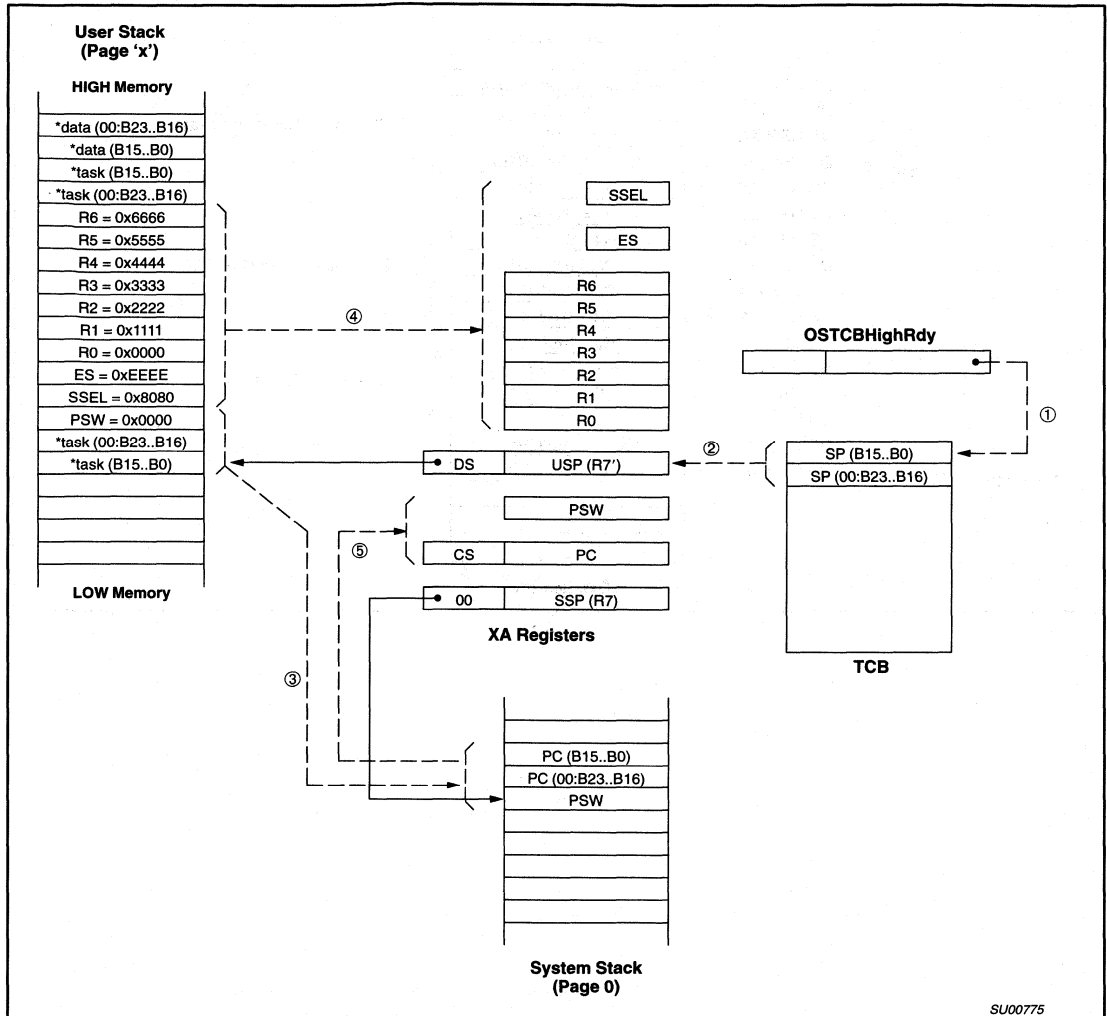 User Stack
(Page ‘x’)
HIGH Memory
*data (00:B23..B16)
*data (B15..B0)
*task (B15..B0)
*task (00:B23..B16)
R6 = 0x6666
R5 = 0x5555
R4 = 0x4444
R3 = 0x3333
R2 = 0x2222
R1 = 0x1111
R0 = 0x0000
ES = 0xEEEE
SSEL = 0x8080
PSW = 0x0000
*task (00:B23..B16)
*task (B15..B0)
LOW Memory
④
③
⑤
SSEL
ES
R6
R5
R4
R3
R2
R1
R0
DS USP (R7’)
PSW
CS PC
00 SSP (R7)
XA Registers
②
OSTCBHighRdy
①
SP (B15..B0)
SP (00:B23..B16)
TCB
PC (B15..B0)
PC (00:B23..B16)
PSW
System Stack
(Page 0)
SU00775